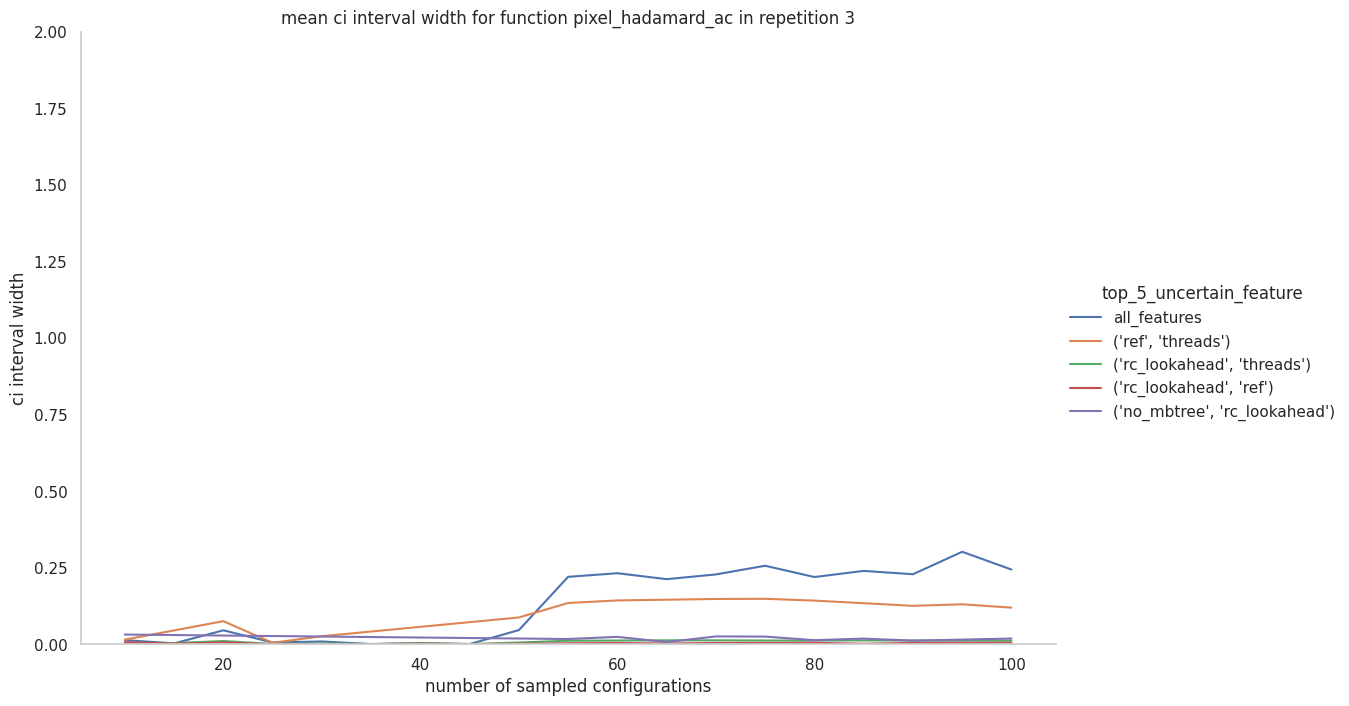 mean ci interval width for function pixel_hadamard_ac in repetition 3
2.00
1.75
1.50
1.25
1.00
0.75
0.50
0.25
0.00
ci interval width
20
40
60
80
100
number of sampled configurations
top_5_uncertain_feature
all_features
('ref', 'threads')
('rc_lookahead', 'threads')
('rc_lookahead', 'ref')
('no_mbtree', 'rc_lookahead')